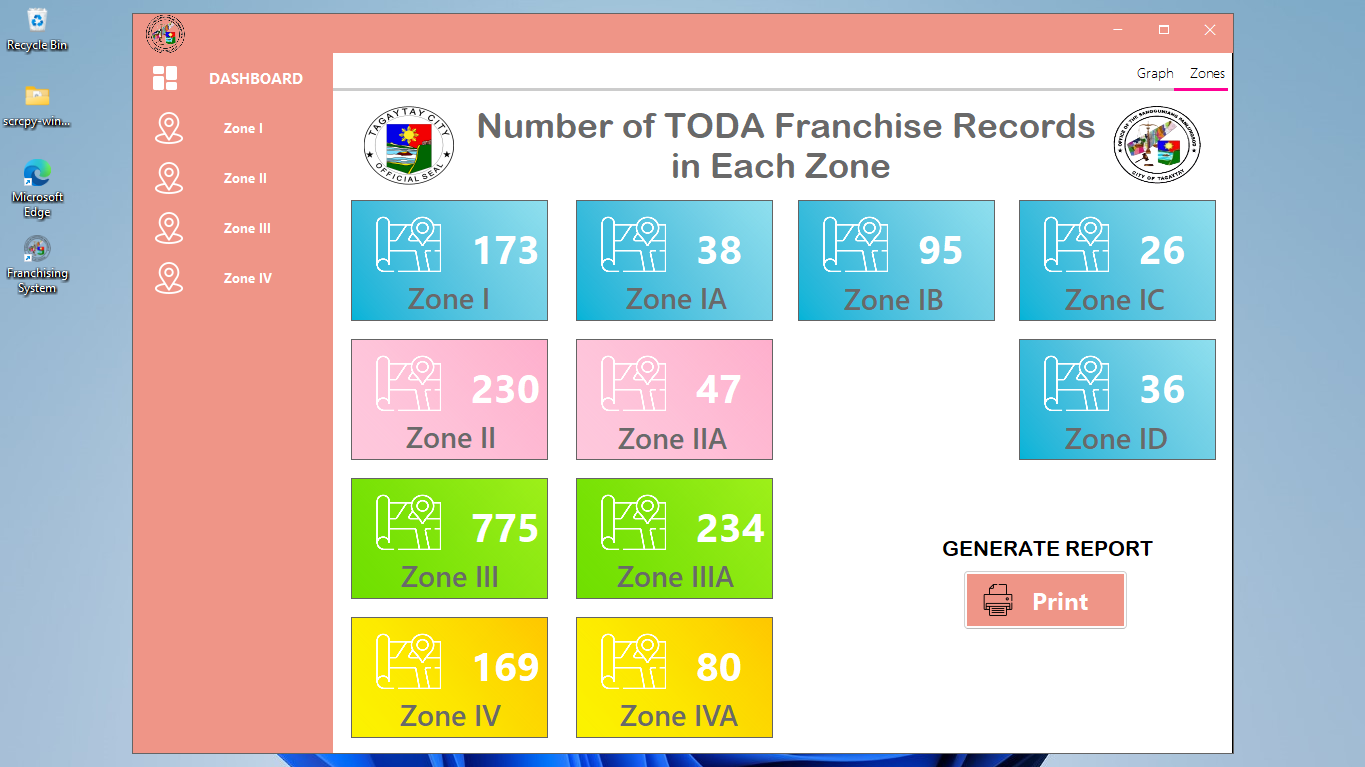 Recycle Bin
scrcpy-win...
Microsoft
Edge
Franchising
System
DASHBOARD
Zone I
Zone II
Zone III
Zone IV
Graph
Zones
TAGAYTAY CITY
OFFICIAL SEAL
Number of TODA Franchise Records
in Each Zone
OFFICE OF THE SANGGUNIANG PANLUNGSOD
CITY OF TAGAYTAY
173
Zone I
38
Zone IA
95
Zone IB
26
Zone IC
230
Zone II
47
Zone IIA
36
Zone ID
775
Zone III
234
Zone IIIA
GENERATE REPORT
Print
169
Zone IV
80
Zone IVA